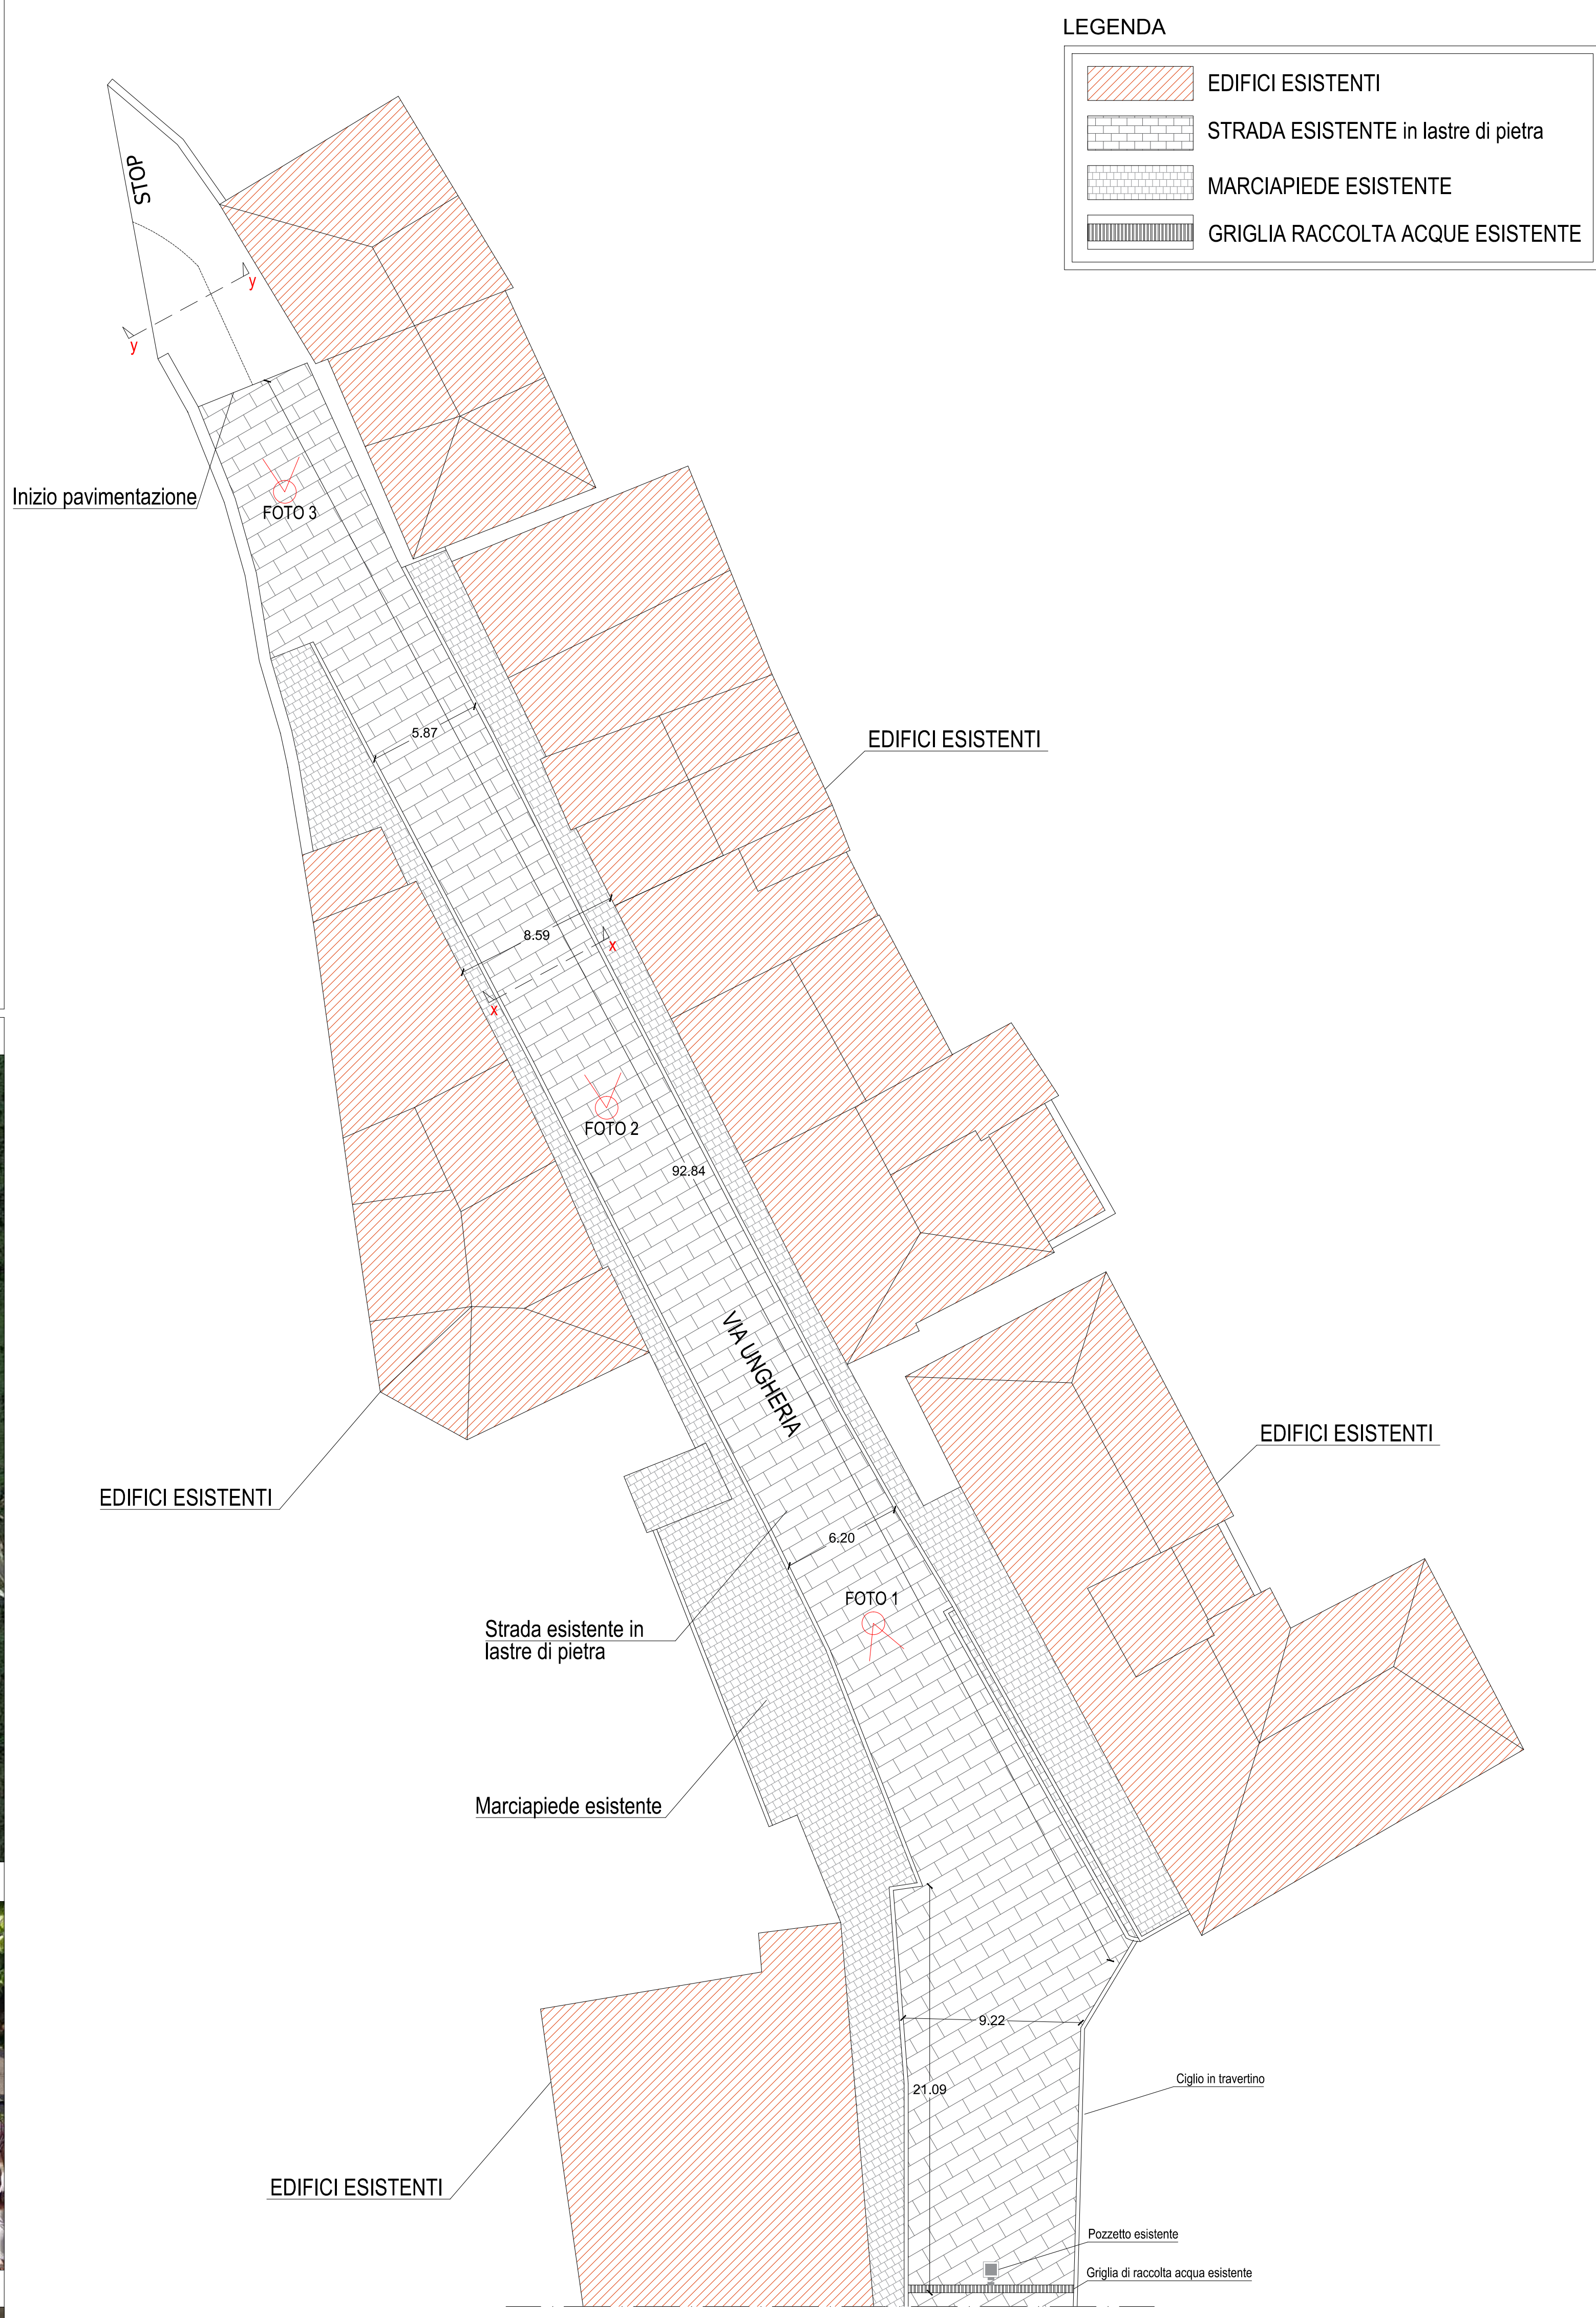 LEGENDA
EDIFICI ESISTENTI
STRADA ESISTENTE in lastre di pietra
MARCIAPIEDE ESISTENTE
GRIGLIA RACCOLTA ACQUE ESISTENTE
STOP
y
y
Inizio pavimentazione
FOTO 3
5.87
EDIFICI ESISTENTI
8.59
x
x
FOTO 2
92.84
VIA UNGHERIA
EDIFICI ESISTENTI
EDIFICI ESISTENTI
6.20
FOTO 1
Strada esistente in
lastre di pietra
Marciapiede esistente
9.22
Ciglio in travertino
21.09
EDIFICI ESISTENTI
Pozzetto esistente
Griglia di raccolta acqua esistente